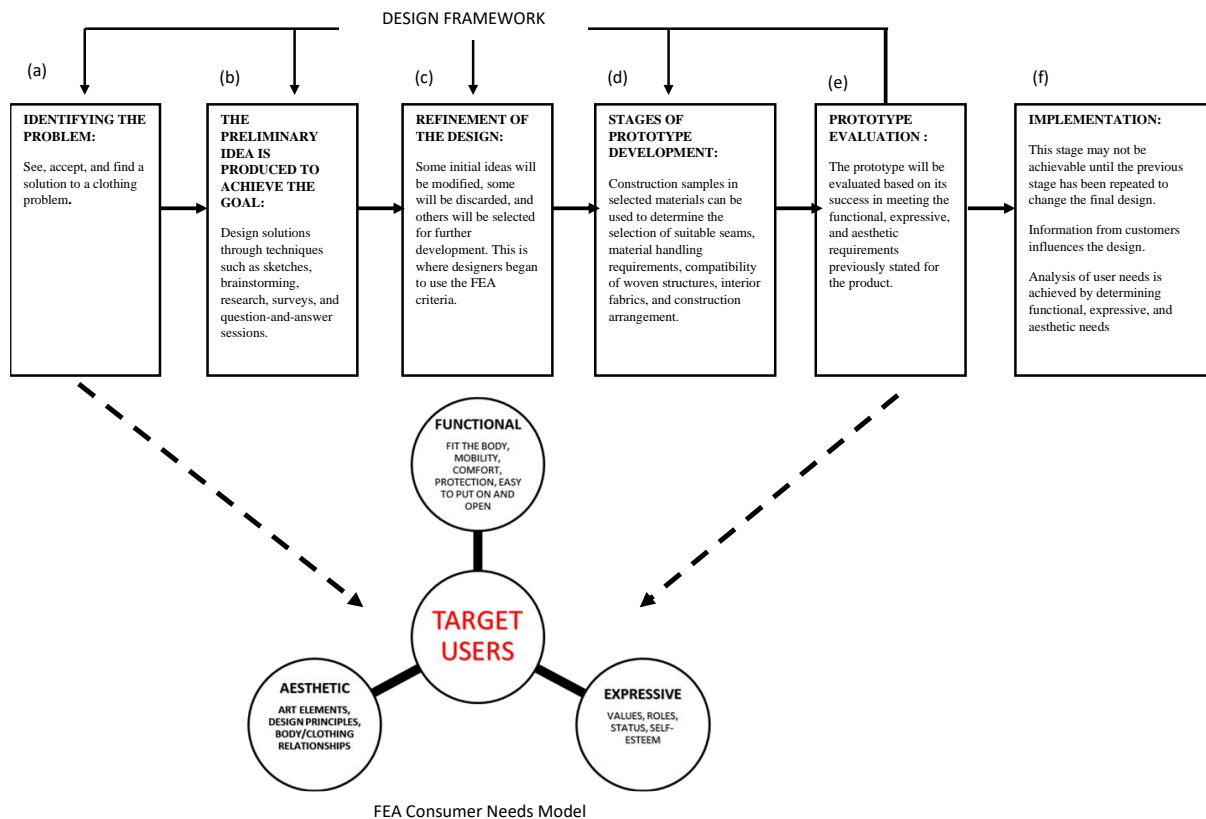 DESIGN FRAMEWORK
(a)
IDENTIFYING THE
PROBLEM:
See, accept, and find a
solution to a clothing
problem.
(b)
THE
PRELIMINARY
IDEA IS
PRODUCED TO
ACHIEVE THE
GOAL:
Design solutions
through techniques
such as sketches,
brainstorming,
research, surveys, and
question-and-answer
sessions.
(c)
REFINEMENT OF
THE DESIGN:
Some initial ideas will
be modified, some
will be discarded, and
others will be selected
for further
development. This is
where designers began
to use the FEA
criteria.
(d)
STAGES OF
PROTOTYPE
DEVELOPMENT:
Construction samples in
selected materials can be
used to determine the
selection of suitable seams,
material handling
requirements, compatibility
of woven structures, interior
fabrics, and construction
arrangement.
(e)
PROTOTYPE
EVALUATION :
The prototype will be
evaluated based on its
success in meeting the
functional, expressive,
and aesthetic
requirements
previously stated for
the product.
(f)
IMPLEMENTATION:
This stage may not be
achievable until the previous
stage has been repeated to
change the final design.
Information from customers
influences the design.
Analysis of user needs is
achieved by determining
functional, expressive, and
aesthetic needs
FUNCTIONAL
FIT THE BODY,
MOBILITY,
COMFORT,
PROTECTION, EASY
TO PUT ON AND
OPEN
TARGET
USERS
AESTHETIC
ART ELEMENTS,
DESIGN PRINCIPLES,
BODY/CLOTHING
RELATIONSHIPS
EXPRESSIVE
VALUES, ROLES,
STATUS, SELF-
ESTEEM
FEA Consumer Needs Model